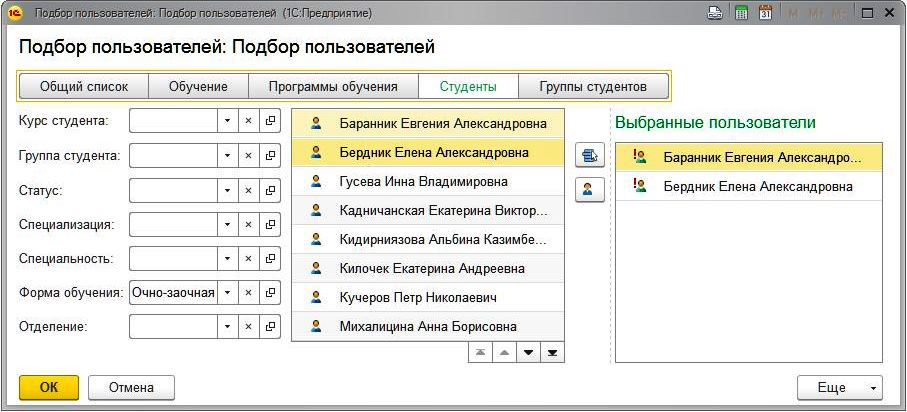 1С Подбор пользователей: Подбор пользователей (1С:Предприятие) 31 M M+ M-
Подбор пользователей: Подбор пользователей
Общий список Обучение Программы обучения Студенты Группы студентов
Курс студента:
Группа студента:
Статус:
Специализация:
Специальность:
Форма обучения: Очно-заочная
Отделение:
Баранник Евгения Александровна
Бердник Елена Александровна
Гусева Инна Владимировна
Кадничанская Екатерина Виктор...
Кидирниязова Альбина Казимбе...
Килочек Екатерина Андреевна
Кучеров Петр Николаевич
Михалицина Анна Борисовна
Выбранные пользователи
Баранник Евгения Александро...
Бердник Елена Александровна
ОК Отмена Еще